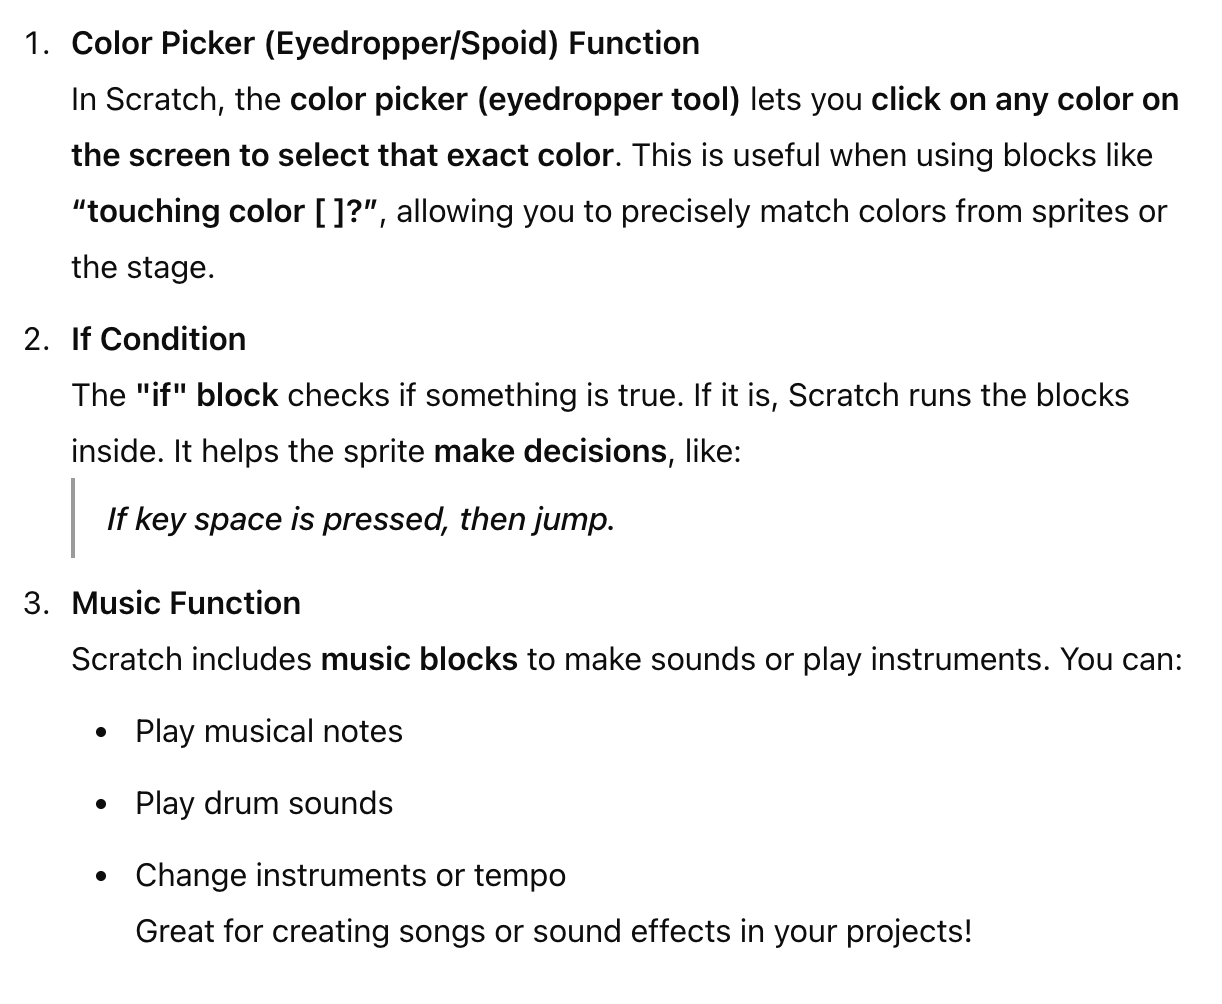 1. Color Picker (Eyedropper/Spoid) Function
In Scratch, the color picker (eyedropper tool) lets you click on any color on
the screen to select that exact color. This is useful when using blocks like
“touching color [ ]?”, allowing you to precisely match colors from sprites or
the stage.
2. If Condition
The "if" block checks if something is true. If it is, Scratch runs the blocks
inside. It helps the sprite make decisions, like:
If key space is pressed, then jump.
3. Music Function
Scratch includes music blocks to make sounds or play instruments. You can:
• Play musical notes
• Play drum sounds
• Change instruments or tempo
Great for creating songs or sound effects in your projects!